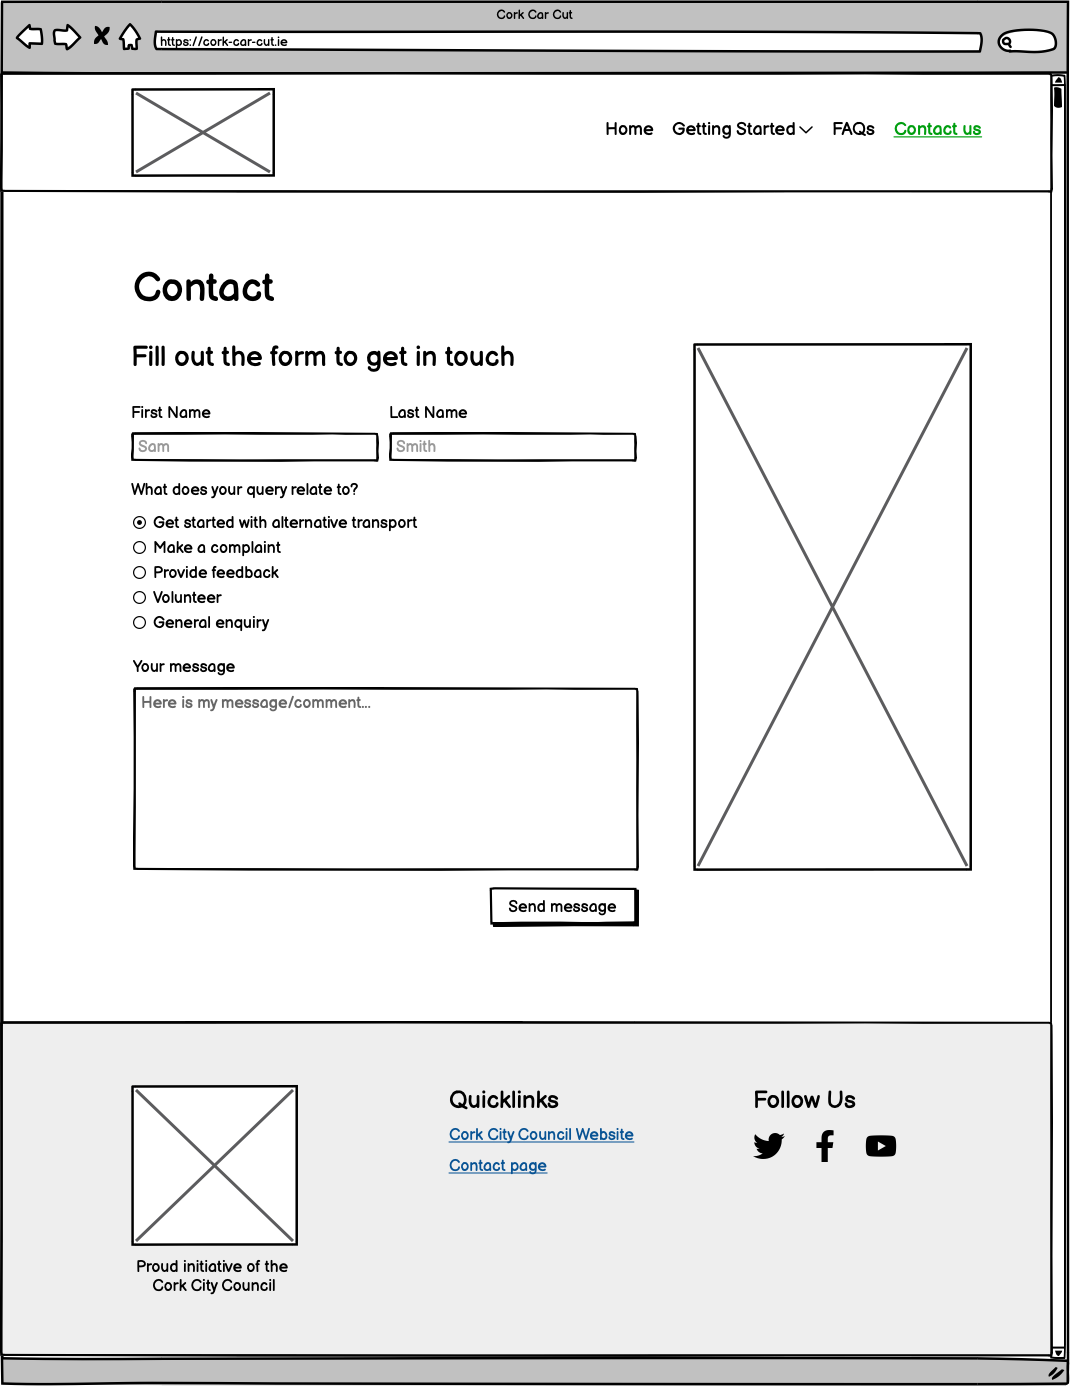 Cork Car Cut
https://cork-car-cut.ie
Home Getting Started FAQs Contact us
Contact
Fill out the form to get in touch
First Name Last Name
Sam Smith
What does your query relate to?
Get started with alternative transport
Make a complaint
Provide feedback
Volunteer
General enquiry
Your message
Here is my message/comment...
Send message
Quicklinks
Cork City Council Website
Contact page
Follow Us
Proud initiative of the
Cork City Council